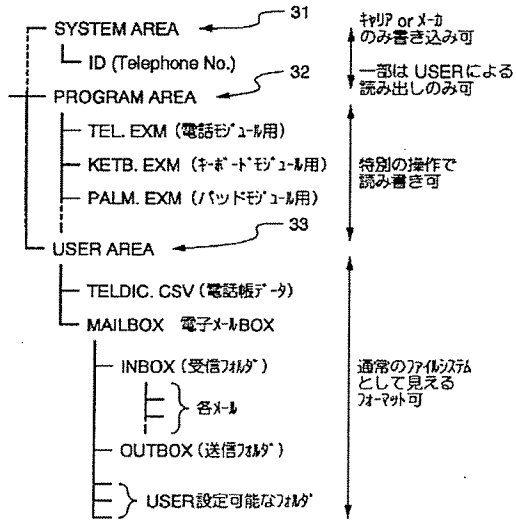 SYSTEM AREA
31
ID (Telephone No.)
32
PROGRAM AREA
TEL. EXM (電話ﾓｼﾞｭｰﾙ用)
KETB. EXM (ｷｰﾎﾞｰﾄﾞﾓｼﾞｭｰﾙ用)
PALM. EXM (パッドﾓｼﾞｭｰﾙ用)
33
USER AREA
TELDIC. CSV (電話帳ﾃﾞｰﾀ)
MAILBOX 電子ﾒｰﾙBOX
INBOX (受信ﾌｫﾙﾀﾞ)
各ﾒｰﾙ
OUTBOX (送信ﾌｫﾙﾀﾞ)
USER設定可能なﾌｫﾙﾀﾞ
ｷｬﾘｱ or ﾒｰｶ
のみ書き込み可
一部は USERによる
読み出しのみ可
特別の操作で
読み書き可
通常のﾌｧｲﾙｼｽﾃﾑ
として見える
ﾌｫｰﾏｯﾄ可